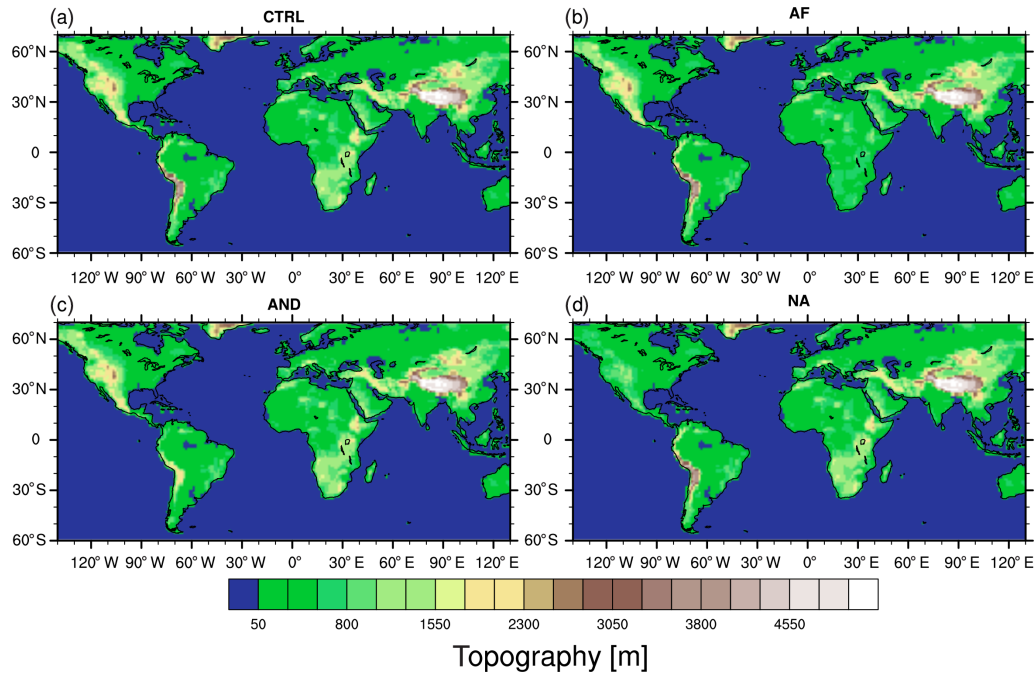 (a) CTRL
(b) AF
60°N
30°N
0
30°S
60°S
60°N
30°N
0
30°S
60°S
120°W 90°W 60°W 30°W 0° 30°E 60°E 90°E 120°E
120°W 90°W 60°W 30°W 0° 30°E 60°E 90°E 120°E
(c) AND
(d) NA
60°N
30°N
0
30°S
60°S
60°N
30°N
0
30°S
60°S
120°W 90°W 60°W 30°W 0° 30°E 60°E 90°E 120°E
120°W 90°W 60°W 30°W 0° 30°E 60°E 90°E 120°E
50 800 1550 2300 3050 3800 4550
Topography [m]